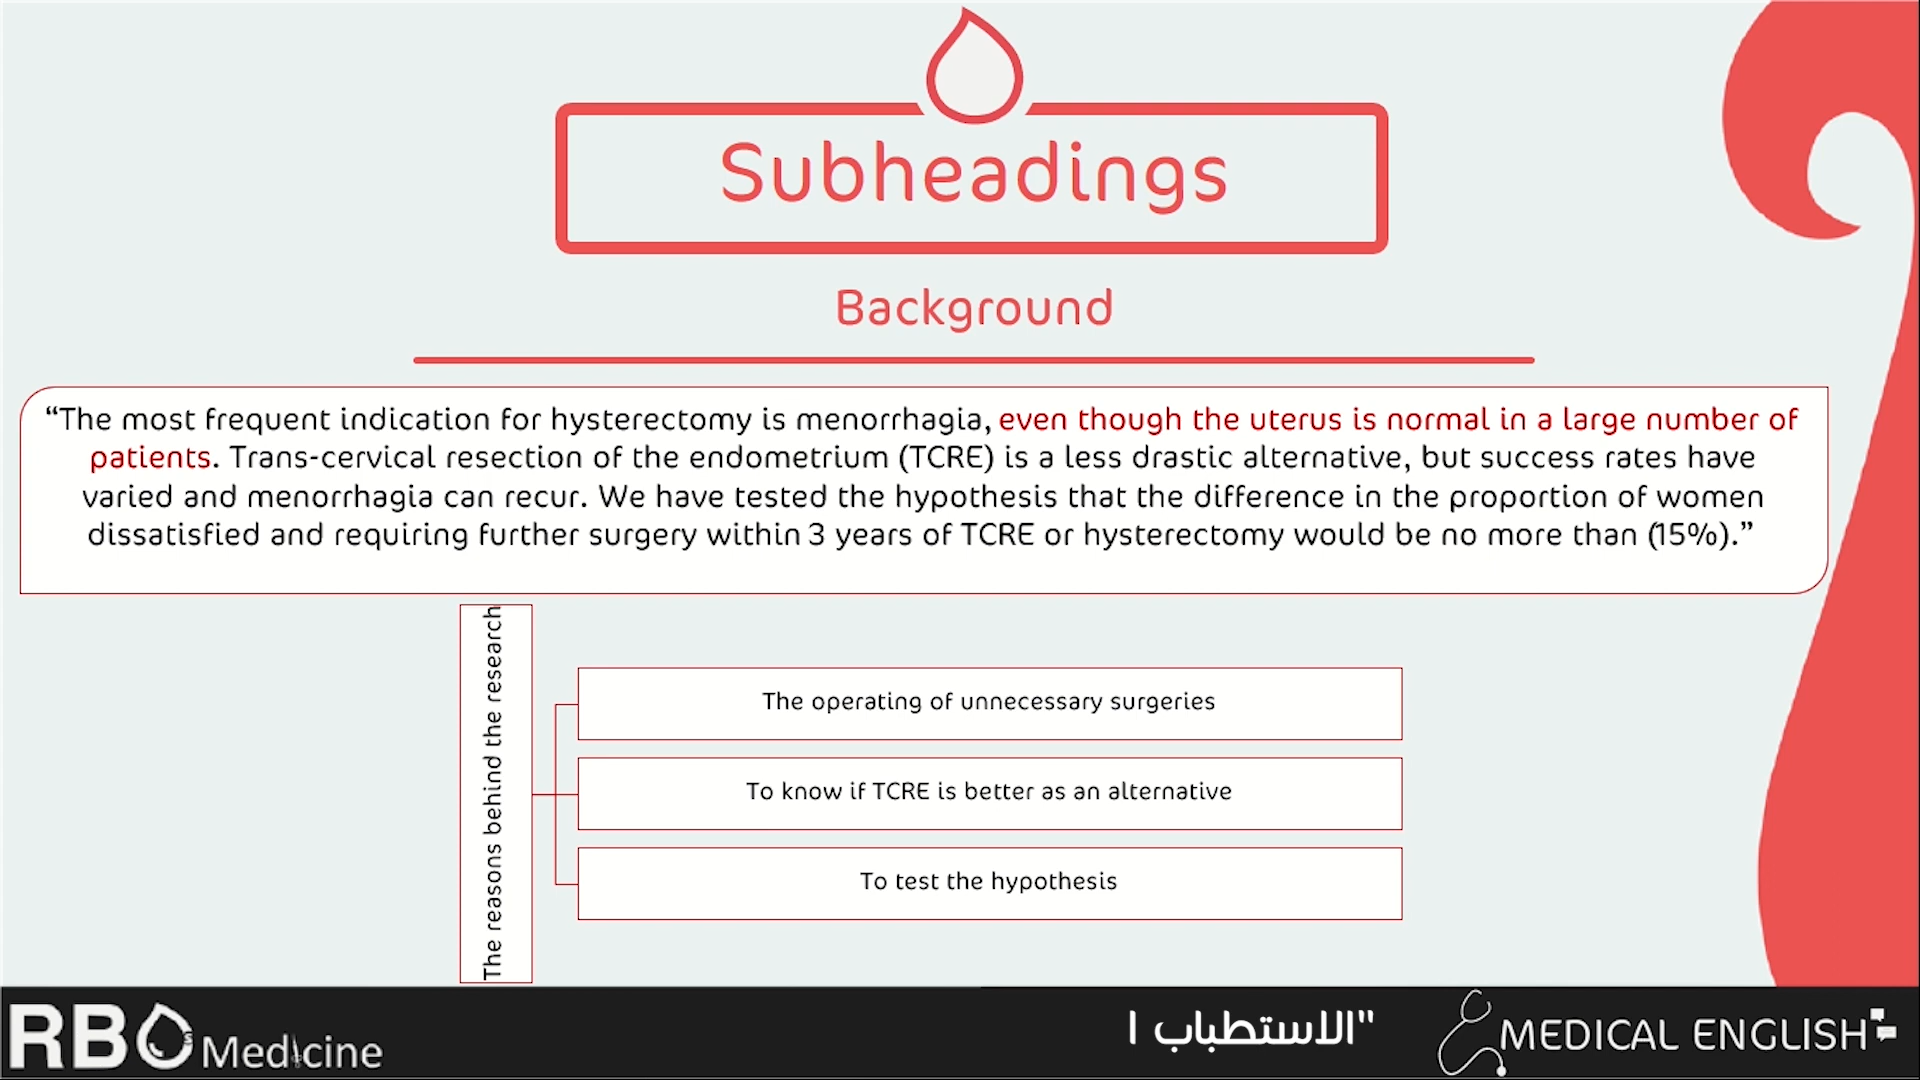 Subheadings
Background
“The most frequent indication for hysterectomy is menorrhagia, even though the uterus is normal in a large number of
patients. Trans-cervical resection of the endometrium (TCRE) is a less drastic alternative, but success rates have
varied and menorrhagia can recur. We have tested the hypothesis that the difference in the proportion of women
dissatisfied and requiring further surgery within 3 years of TCRE or hysterectomy would be no more than (15%).”
The reasons behind the research
The operating of unnecessary surgeries
To know if TCRE is better as an alternative
To test the hypothesis
RBCs Medicine
"الاستطباب ا
MEDICAL ENGLISH